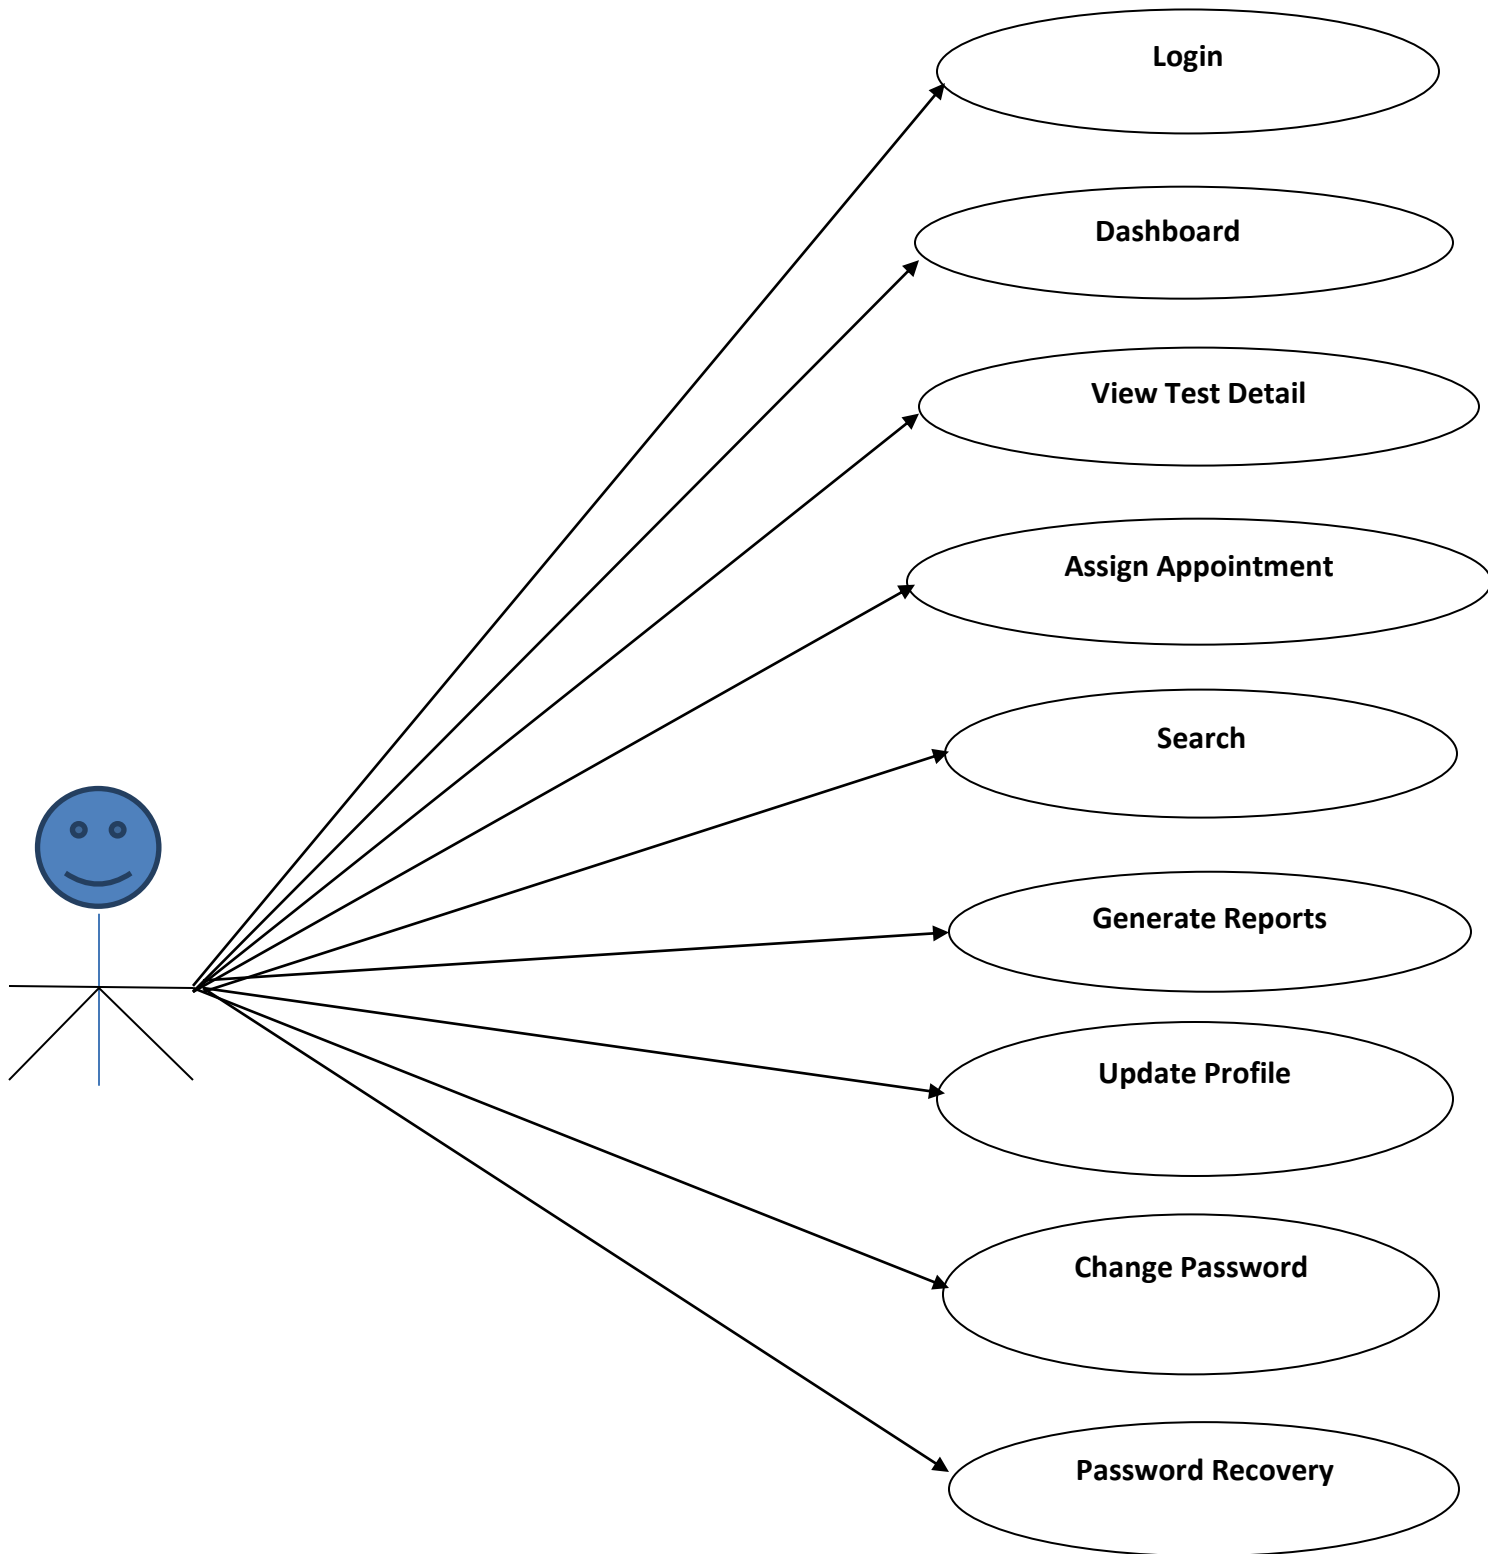 Login
Dashboard
View Test Detail
Assign Appointment
Search
Generate Reports
Update Profile
Change Password
Password Recovery